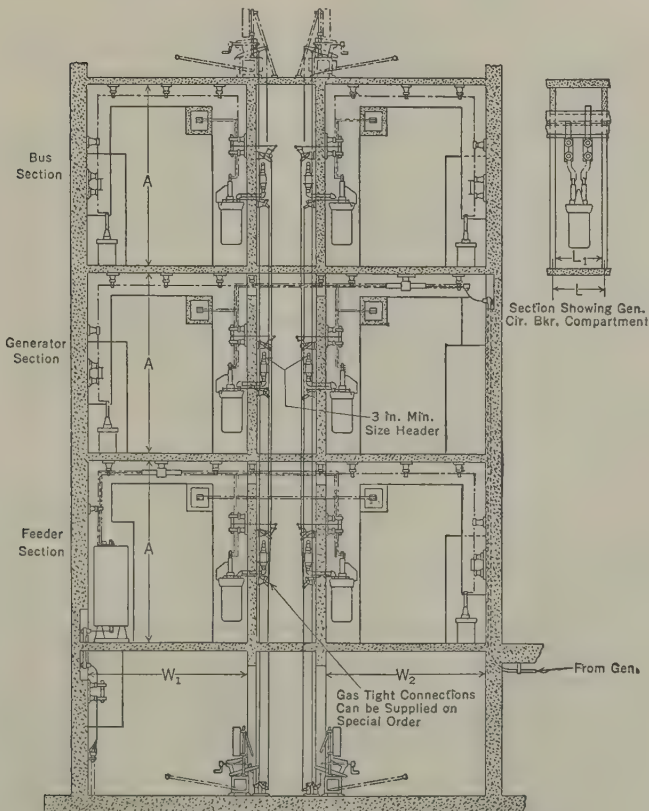 Bus
Section
A
A
L₁
L
Section Showing Gen.
Cir. Bkr. Compartment
Generator
Section
A
A
3 in. Min.
Size Header
Feeder
Section
A
W₁
W₂
From Gen.
Gas Tight Connections
Can be Supplied on
Special Order